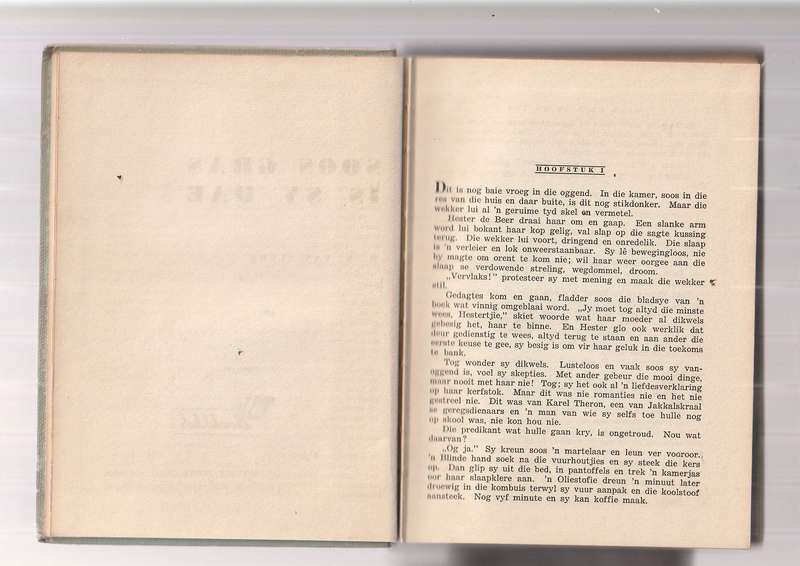 HOOFSTUK I
Dit is nog baie vroeg in die oggend. In die kamer, soos in die
res van die huis en daar buite, is dit nog stikdonker. Maar die
wekker lui al 'n geruime tyd skel en vermetel.
Hester de Beer draai haar om en gaap. Een slanke arm
word lui bokant haar kop gelig, val slap op die sagte kussing
terug. Die wekker lui voort, dringend en onredelik. Die slaap
is 'n verleier en lok onweerstaanbaar. Sy lê bewegingloos, nie
by magte om orent te kom nie; wil haar weer oorgee aan die
slaap se verdowende streling, wegdommel, droom.
„Vervlaks!" protesteer sy met mening en maak die wekker
stil.
Gedagtes kom en gaan, fladder soos die bladsye van 'n
boek wat vinnig omgeblaai word. „Jy moet tog altyd die minste
wees, Hestertjie," skiet woorde wat haar moeder al dikwels
gebesig het, haar te binne. En Hester glo ook werklik dat
deur gedienstig te wees, altyd terug te staan en aan ander die
eerste keuse te gee, sy besig is om vir haar geluk in die toekoms
te bank.
Tog wonder sy dikwels. Lusteloos en vaak soos sy van-
oggend is, voel sy skepties. Met ander gebeur die mooi dinge,
maar nooit met haar nie! Tog; sy het ook al 'n liefdesverklaring
op haar kerfstok. Maar dit was nie romanties nie en het nie
gestreel nie. Dit was van Karel Theron, een van Jakkalskraal
se geregsdienaars en 'n man van wie sy selfs toe hulle nog
op skool was, nie kon hou nie.
Die predikant wat hulle gaan kry, is ongetroud. Nou wat
daarvan?
„Og ja." Sy kreun soos 'n martelaar en leun ver vooroor.
'n Blinde hand soek na die vuurhoutjies en sy steek die kers
op. Dan glip sy uit die bed, in pantoffels en trek 'n kamerjas
oor haar slaapklere aan. 'n Oliestofie dreun 'n minuut later
droewig in die kombuis terwyl sy vuur aanpak en die koolstoof
aansteek. Nog vyf minute en sy kan koffie maak.